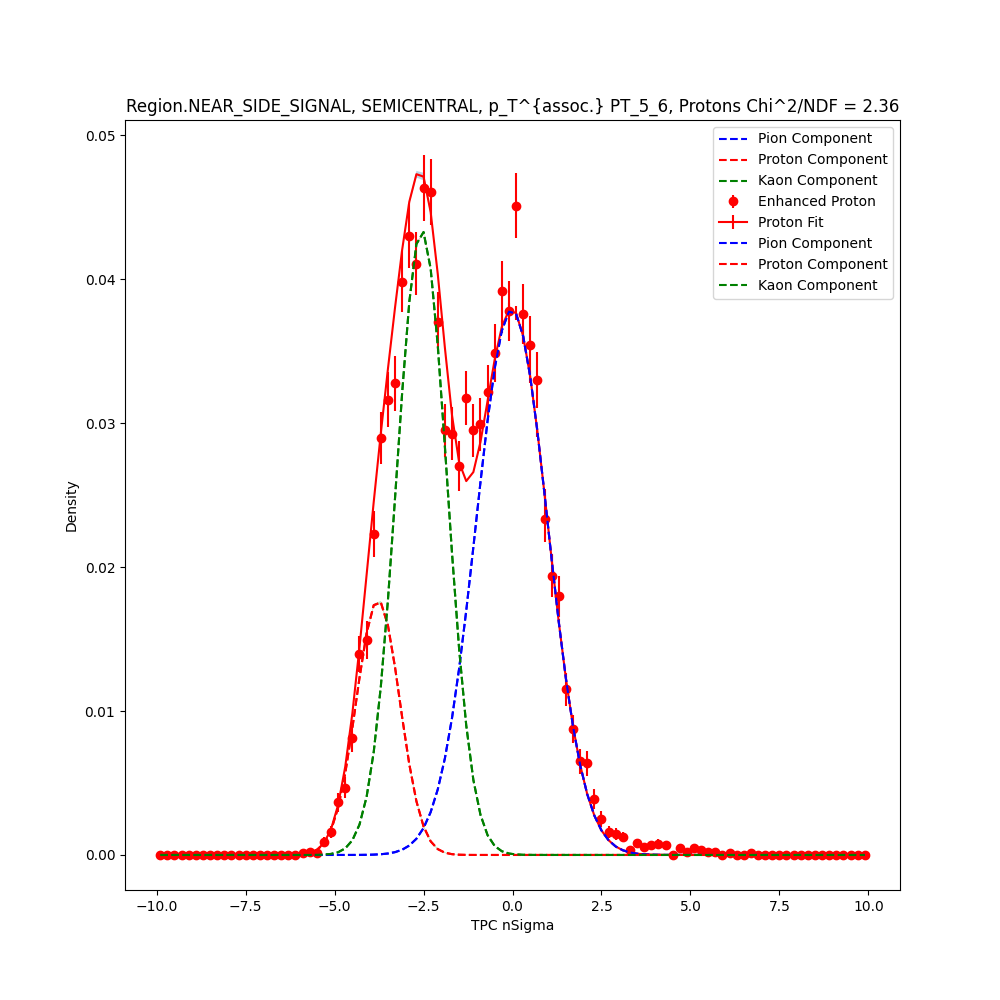 Region.NEAR_SIDE_SIGNAL, SEMICENTRAL, p_T^{assoc.} PT_5_6, Protons Chi^2/NDF = 2.36
Pion Component
Proton Component
Kaon Component
Enhanced Proton
Proton Fit
Pion Component
Proton Component
Kaon Component
0.05
0.04
0.03
0.02
0.01
0.00
Density
−10.0 −7.5 −5.0 −2.5 0.0 2.5 5.0 7.5 10.0
TPC nSigma